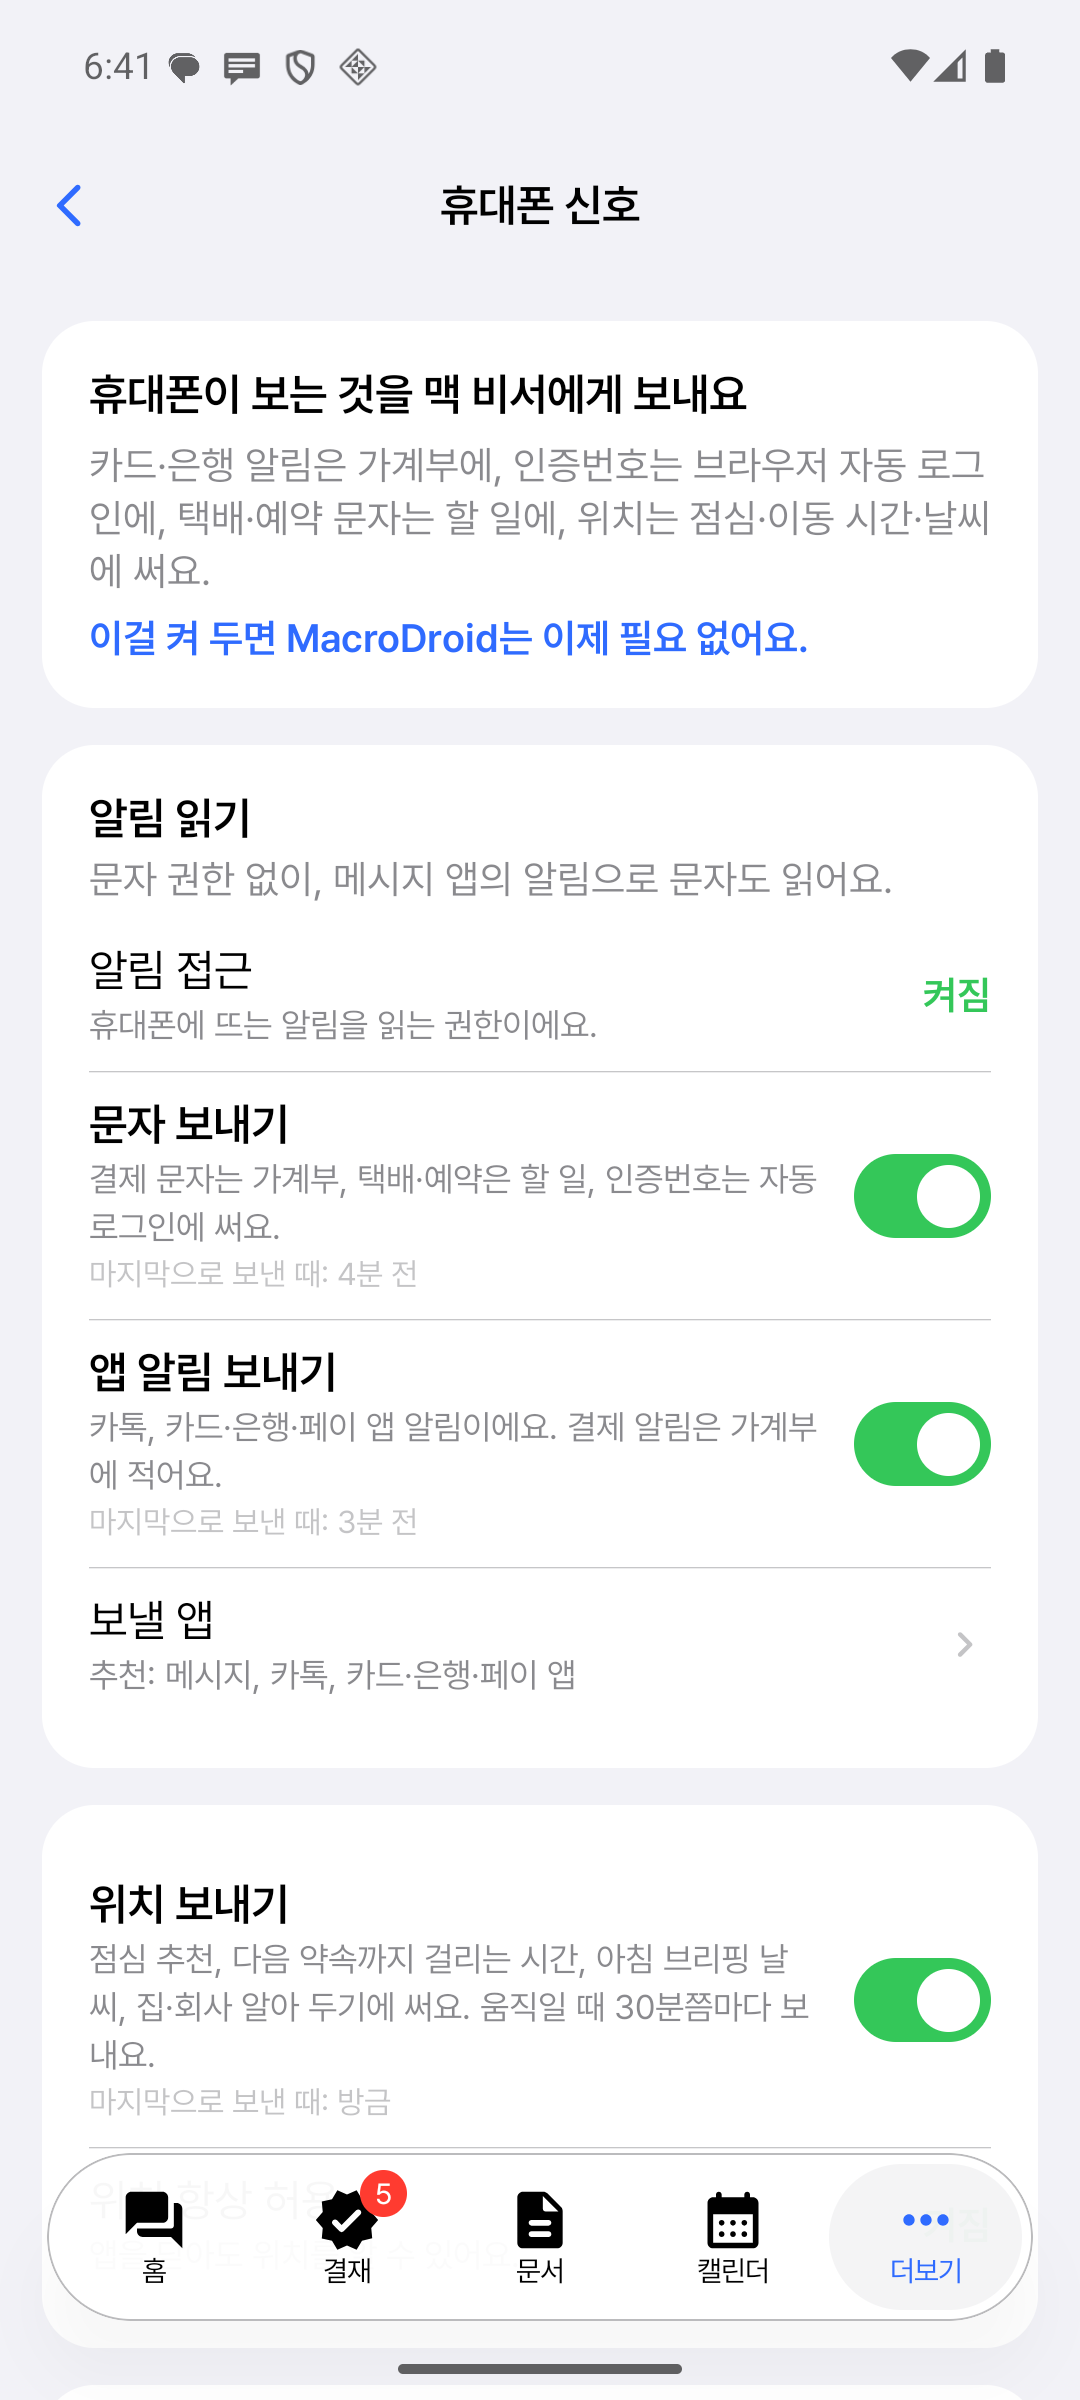 6:41
휴대폰 신호
휴대폰이 보는 것을 맥 비서에게 보내요
카드·은행 알림은 가계부에, 인증번호는 브라우저 자동 로그
인에, 택배·예약 문자는 할 일에, 위치는 점심·이동 시간·날씨
에 써요.
이걸 켜 두면 MacroDroid는 이제 필요 없어요.
알림 읽기
문자 권한 없이, 메시지 앱의 알림으로 문자도 읽어요.
알림 접근
휴대폰에 뜨는 알림을 읽는 권한이에요.
켜짐
문자 보내기
결제 문자는 가계부, 택배·예약은 할 일, 인증번호는 자동
로그인에 써요.
마지막으로 보낸 때: 4분 전
앱 알림 보내기
카톡, 카드·은행·페이 앱 알림이에요. 결제 알림은 가계부
에 적어요.
마지막으로 보낸 때: 3분 전
보낼 앱
추천: 메시지, 카톡, 카드·은행·페이 앱
위치 보내기
점심 추천, 다음 약속까지 걸리는 시간, 아침 브리핑 날
씨, 집·회사 알아 두기에 써요. 움직일 때 30분쯤마다 보
내요.
마지막으로 보낸 때: 방금
항상
5
홈
결재
문서
캘린더
더보기